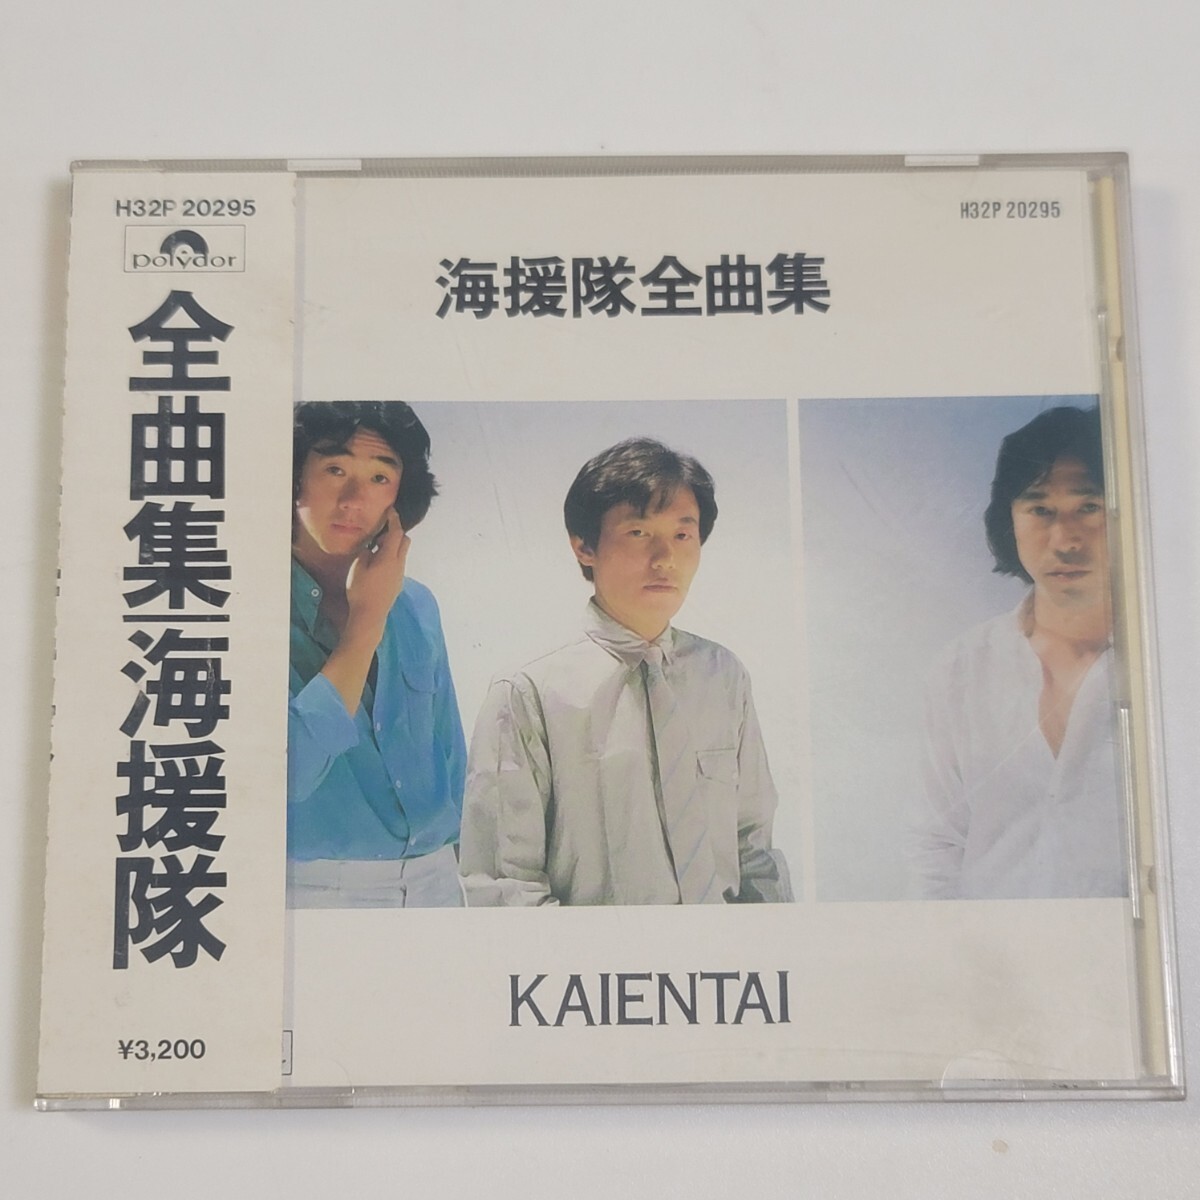 H32P 20295
polydor
全曲集|海援隊
¥3,200
H32P 20295
海援隊全曲集
KAIENTAI